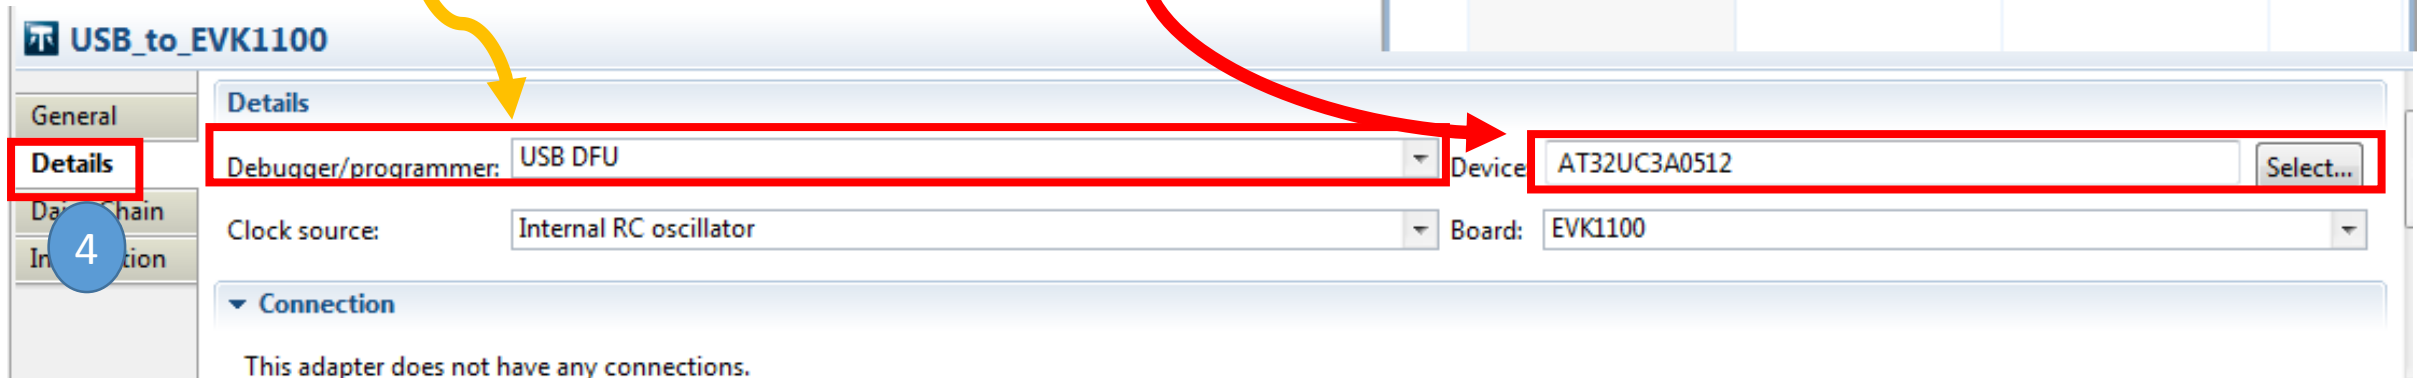 USB_to_EVK1100
General
Details
4
Details
Debugger/programmer: USB DFU Device: AT32UC3A0512 Select...
Clock source: Internal RC oscillator Board: EVK1100
Connection
This adapter does not have any connections.